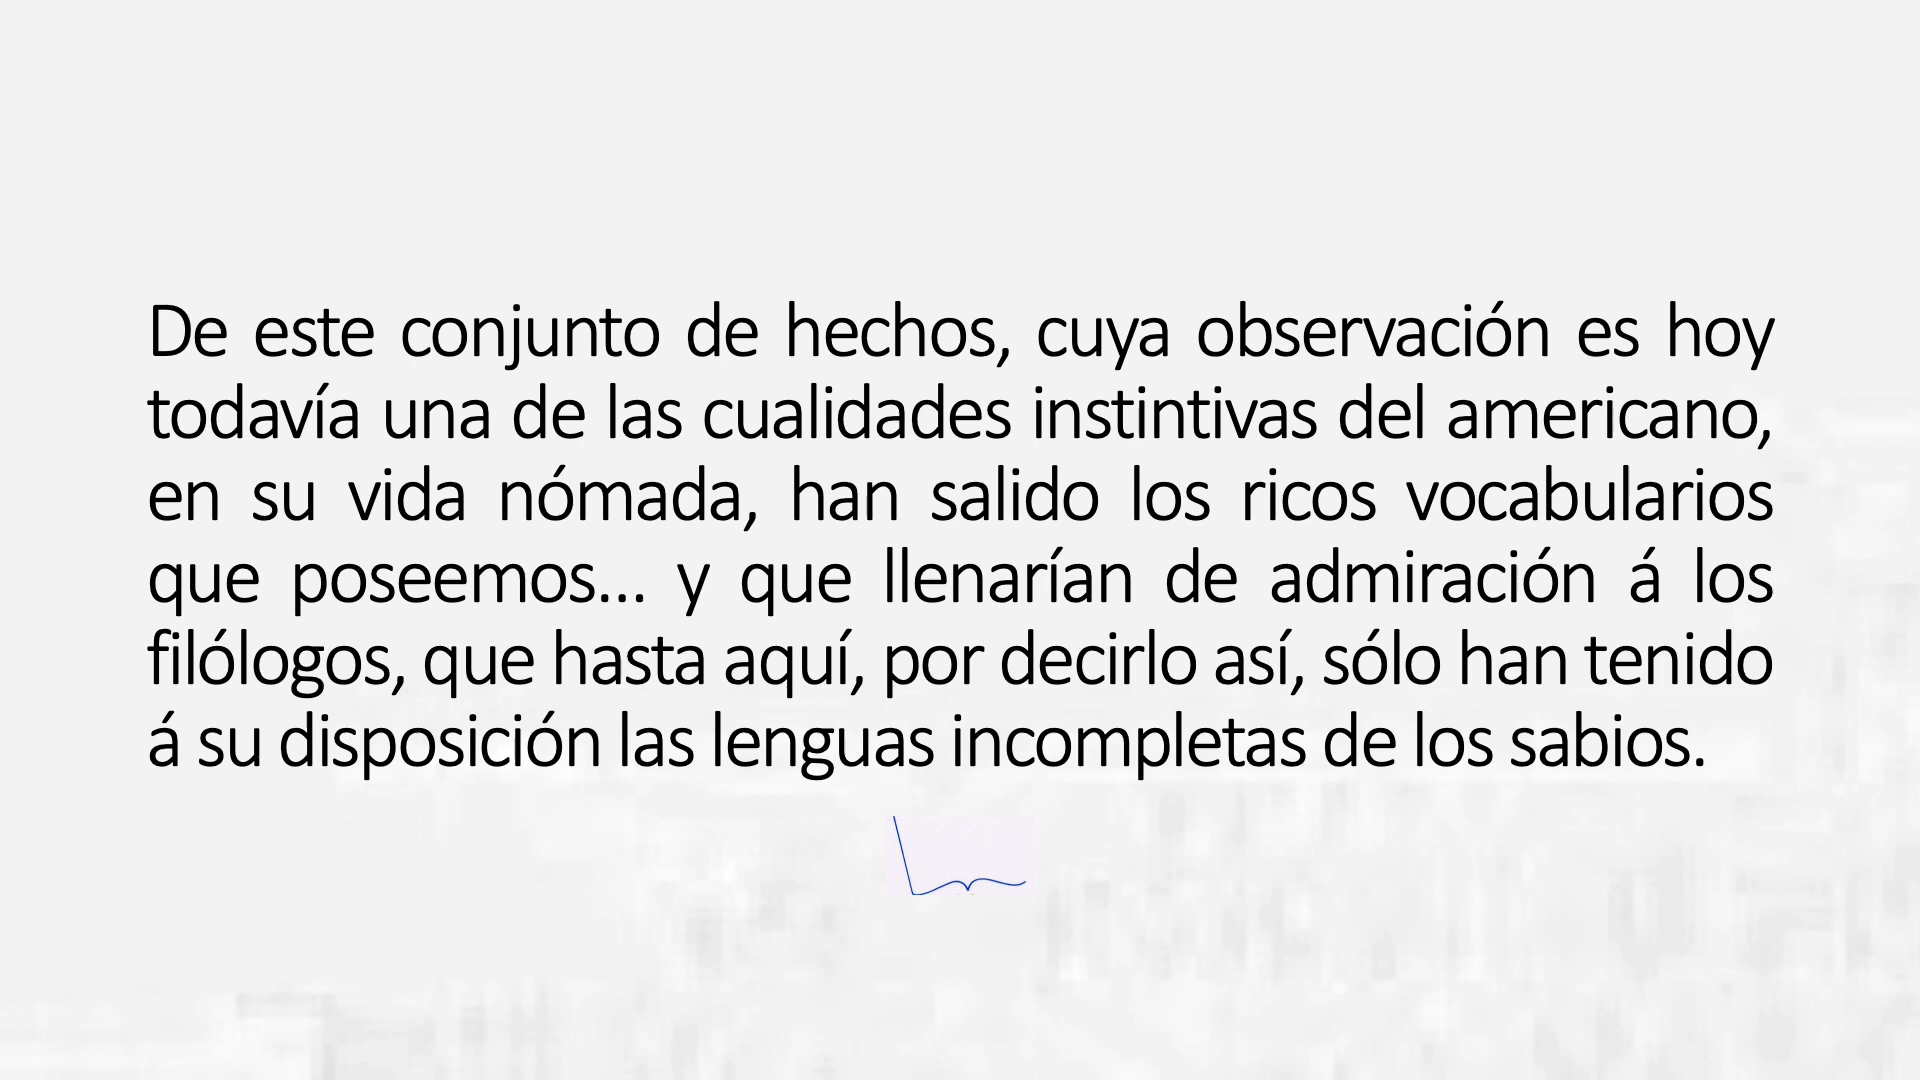 De este conjunto de hechos, cuya observación es hoy
todavía una de las cualidades instintivas del americano,
en su vida nómada, han salido los ricos vocabularios
que poseemos... y que llenarían de admiración á los
filólogos, que hasta aquí, por decirlo así, sólo han tenido
á su disposición las lenguas incompletas de los sabios.